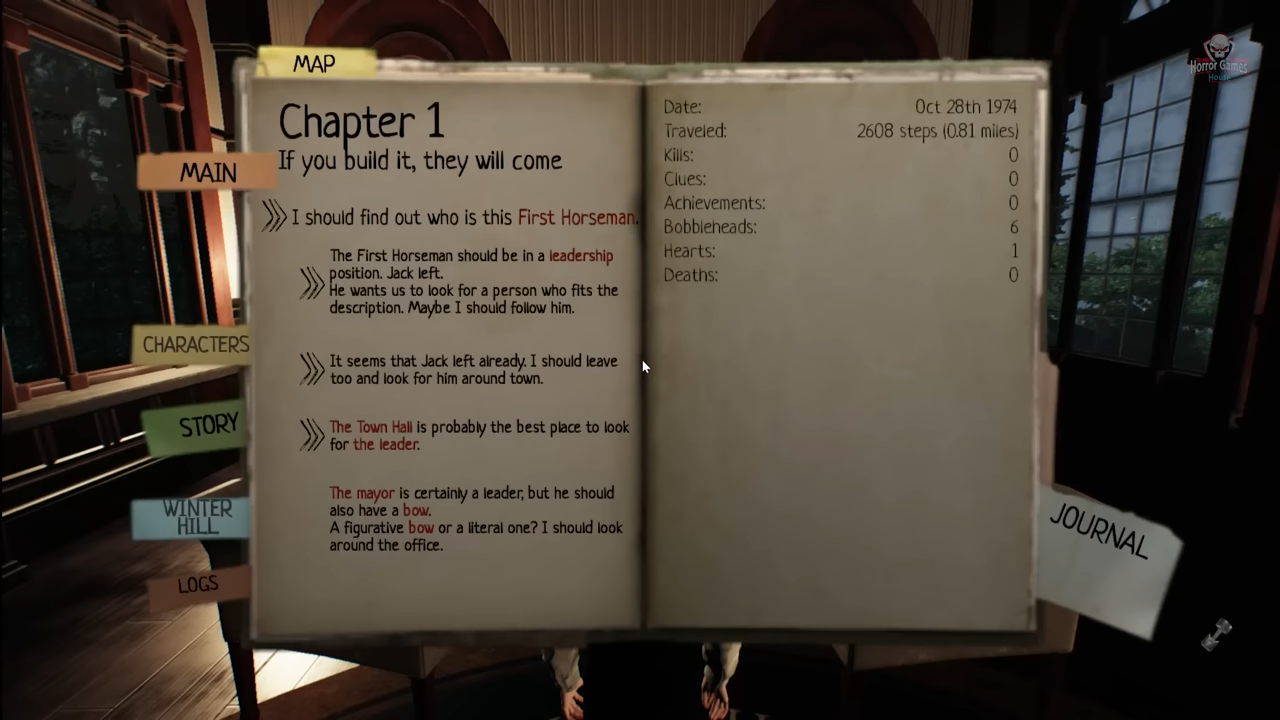 MAP
Horror Games
House
Chapter 1
If you build it, they will come
MAIN
I should find out who is this First Horseman.
The First Horseman should be in a leadership
position. Jack left.
He wants us to look for a person who fits the
description. Maybe I should follow him.
CHARACTERS
It seems that Jack left already. I should leave
too and look for him around town.
STORY
The Town Hall is probably the best place to look
for the leader.
WINTER
HILL
The mayor is certainly a leader, but he should
also have a bow.
A figurative bow or a literal one? I should look
around the office.
LOGS
Date: Oct 28th 1974
Traveled: 2608 steps (0.81 miles)
Kills: 0
Clues: 0
Achievements: 0
Bobbleheads: 6
Hearts: 1
Deaths: 0
JOURNAL